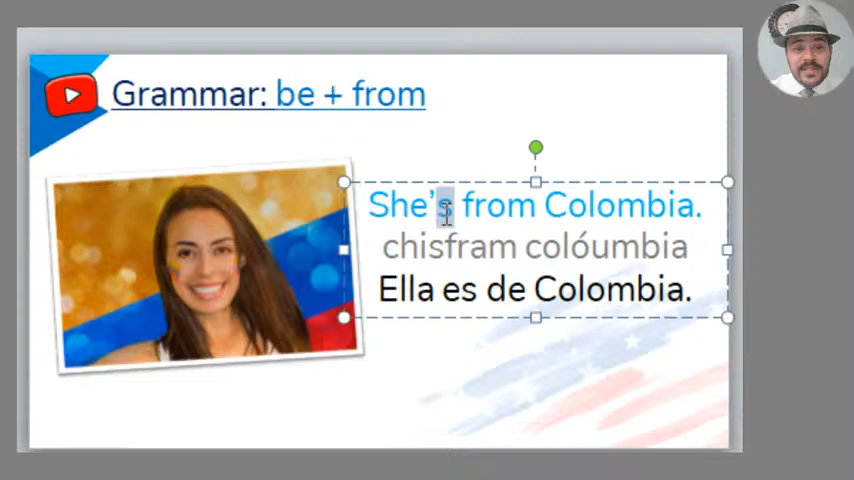 Grammar: be + from
She's from Colombia.
chisfram colóumbia
Ella es de Colombia.